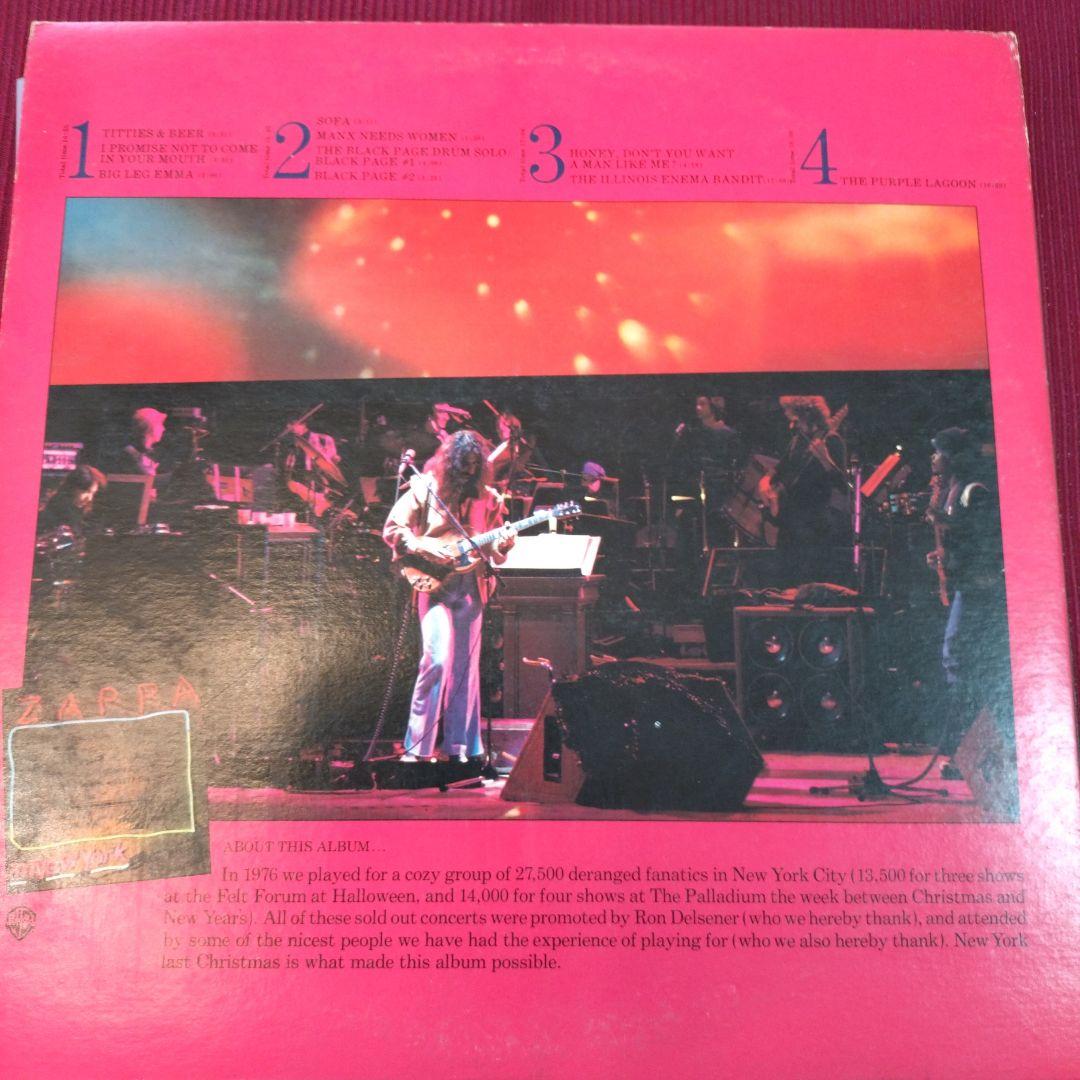 1
TITTIES & BEER
I PROMISE NOT TO COME
IN YOUR MOUTH
BIG LEG EMMA
2
SOFA
MANX NEEDS WOMEN
THE BLACK PAGE DRUM SOLO/
BLACK PAGE #1
BLACK PAGE #2
3
HONEY, DON'T YOU WANT
A MAN LIKE ME?
THE ILLINOIS ENEMA BANDIT
4
THE PURPLE LAGOON
ZAPPA
ABOUT THIS ALBUM...
In 1976 we played for a cozy group of 27,500 deranged fanatics in New York City (13,500 for three shows
at the Felt Forum at Halloween, and 14,000 for four shows at The Palladium the week between Christmas and
New Year's). All of these sold out concerts were promoted by Ron Delsener (who we hereby thank), and attended
by some of the nicest people we have had the experience of playing for (who we also hereby thank). New York
last Christmas is what made this album possible.